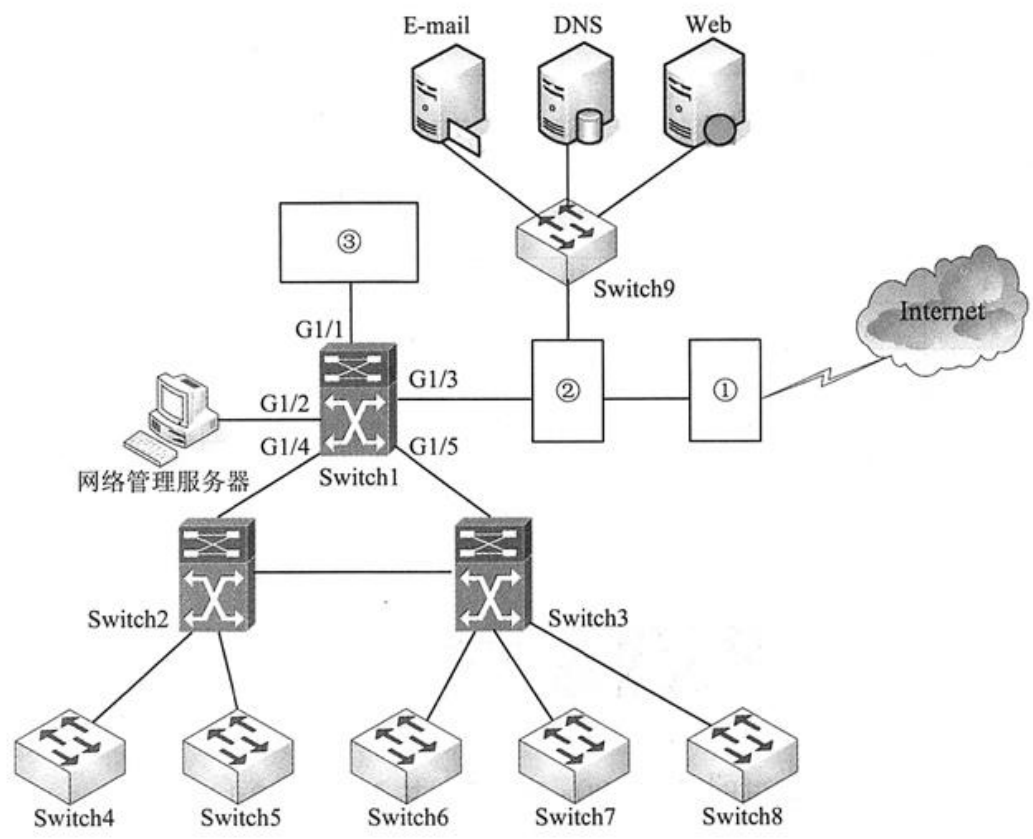 E-mail
DNS
Web
③
Switch9
Internet
G1/1
G1/3
②
①
G1/2
G1/4
G1/5
网络管理服务器
Switch1
Switch2
Switch3
Switch4
Switch5
Switch6
Switch7
Switch8